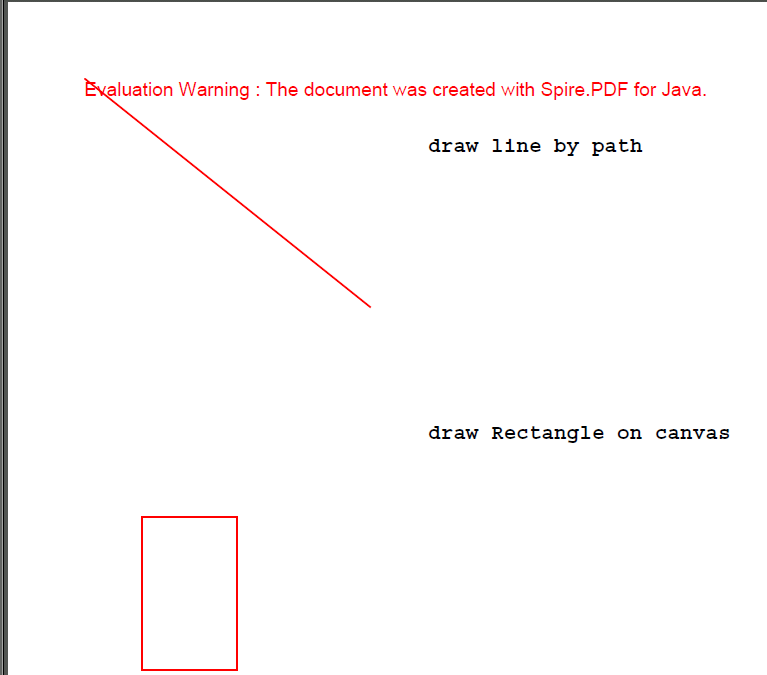 Evaluation Warning : The document was created with Spire.PDF for Java.
draw line by path
draw Rectangle on canvas